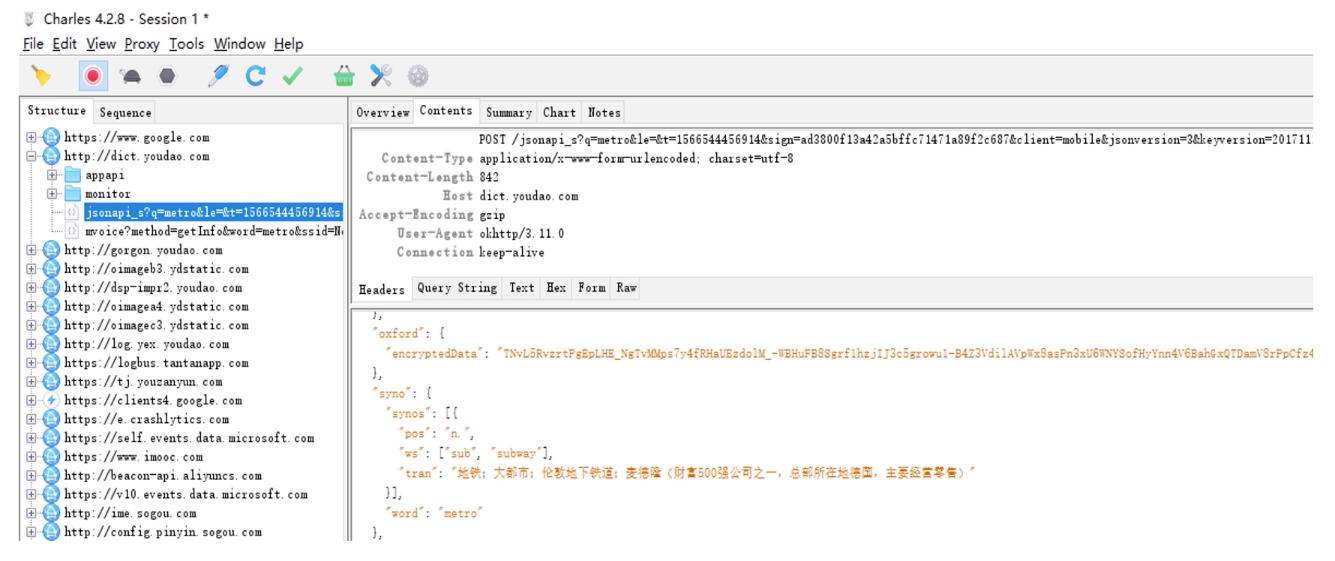 Charles 4.2.8 - Session 1 *
File Edit View Proxy Tools Window Help
Structure Sequence
https://www.google.com
http://dict.youdao.com
appapi
monitor
jsonapi_s?q=metro&le=&t=1566544456914&s
mvoice?method=getInfo&word=metro&ssid=N
http://gorgon.youdao.com
http://oimageb3.ydstatic.com
http://dsp-impr2.youdao.com
http://oimagea4.ydstatic.com
http://oimagec3.ydstatic.com
http://log.yex.youdao.com
https://logbus.tantanapp.com
https://tj.youzanyun.com
https://clients4.google.com
https://e.crashlytics.com
https://self.events.data.microsoft.com
https://www.imooc.com
http://beacon-api.aliyuncs.com
https://v10.events.data.microsoft.com
http://ime.sogou.com
http://config.pinyin.sogou.com
Overview Contents Summary Chart Notes
POST /jsonapi_s?q=metro&le=&t=1566544456914&sign=ad3800f13a42a5bffc71471a89f2c687&client=mobile&jsonversion=3&keyversion=201711
Content-Type application/x-www-form-urlencoded; charset=utf-8
Content-Length 842
Host dict.youdao.com
Accept-Encoding gzip
User-Agent okhttp/3.11.0
Connection keep-alive
Headers Query String Text Hex Form Raw
},
"oxford": {
"encryptedData": "TNvL5RvzrtPgEpLHE_NgTvMMps7y4fRHaUEzdolM_-WBHuFB8Sgrf1hzjIJ3c5growul-B4Z3VdilAVpWx8asPn3xU6WNYSofHyYnn4V6BahGxQTDamV8rPpCfz4
},
"syno": {
"synos": [{
"pos": "n.",
"ws": ["sub", "subway"],
"tran": "地铁；大都市；伦敦地下铁道；麦德隆（财富500强公司之一，总部所在地德国，主要经营零售）"
}],
"word": "metro"
},